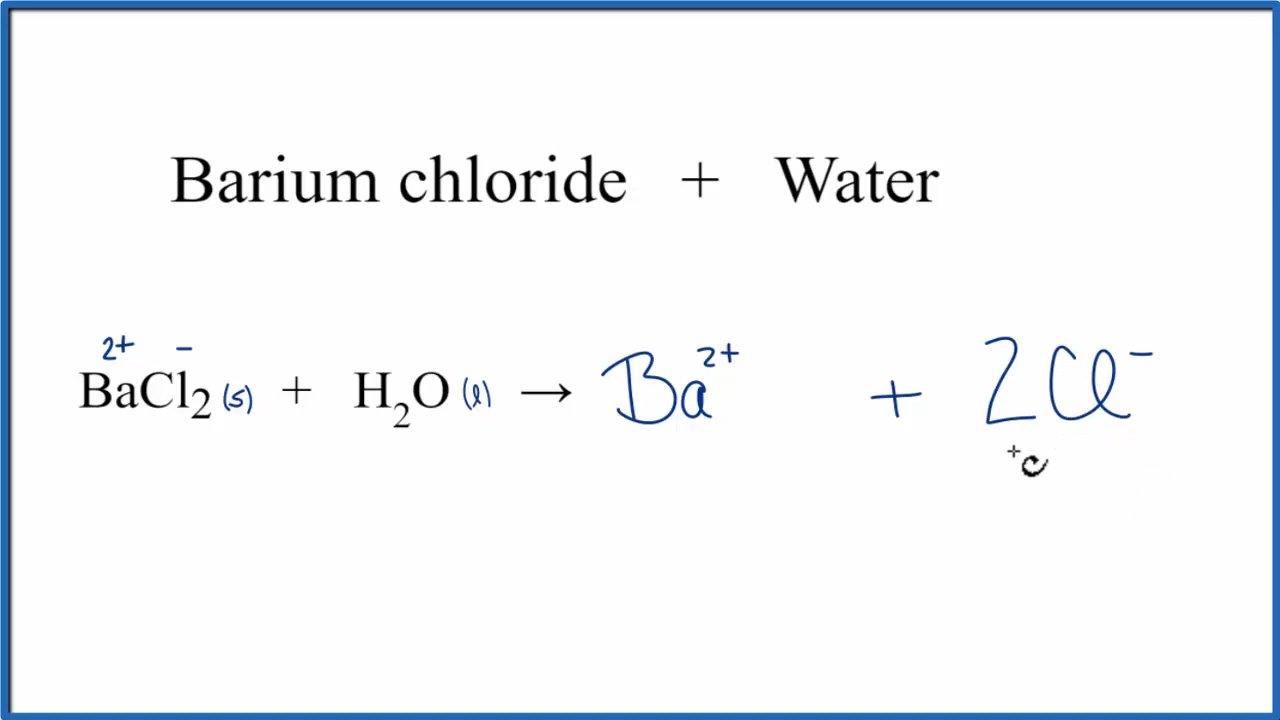 Barium chloride + Water
2+ −
BaCl₂ (s) + H₂O (l) → Ba²⁺ + 2Cl⁻